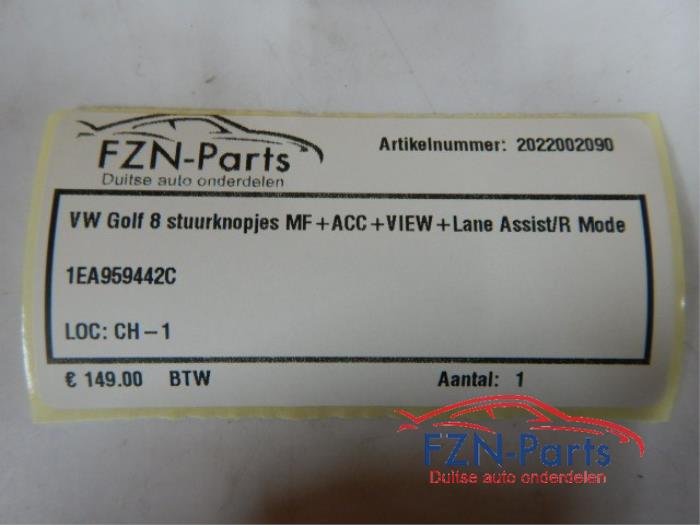 FZN-Parts
Duitse auto onderdelen
Artikelnummer: 2022002090
VW Golf 8 stuurknopjes MF+ACC+VIEW+Lane Assist/R Mode
1EA959442C
LOC: CH-1
€ 149.00 BTW Aantal: 1
FZN-Parts
Duitse auto onderdelen